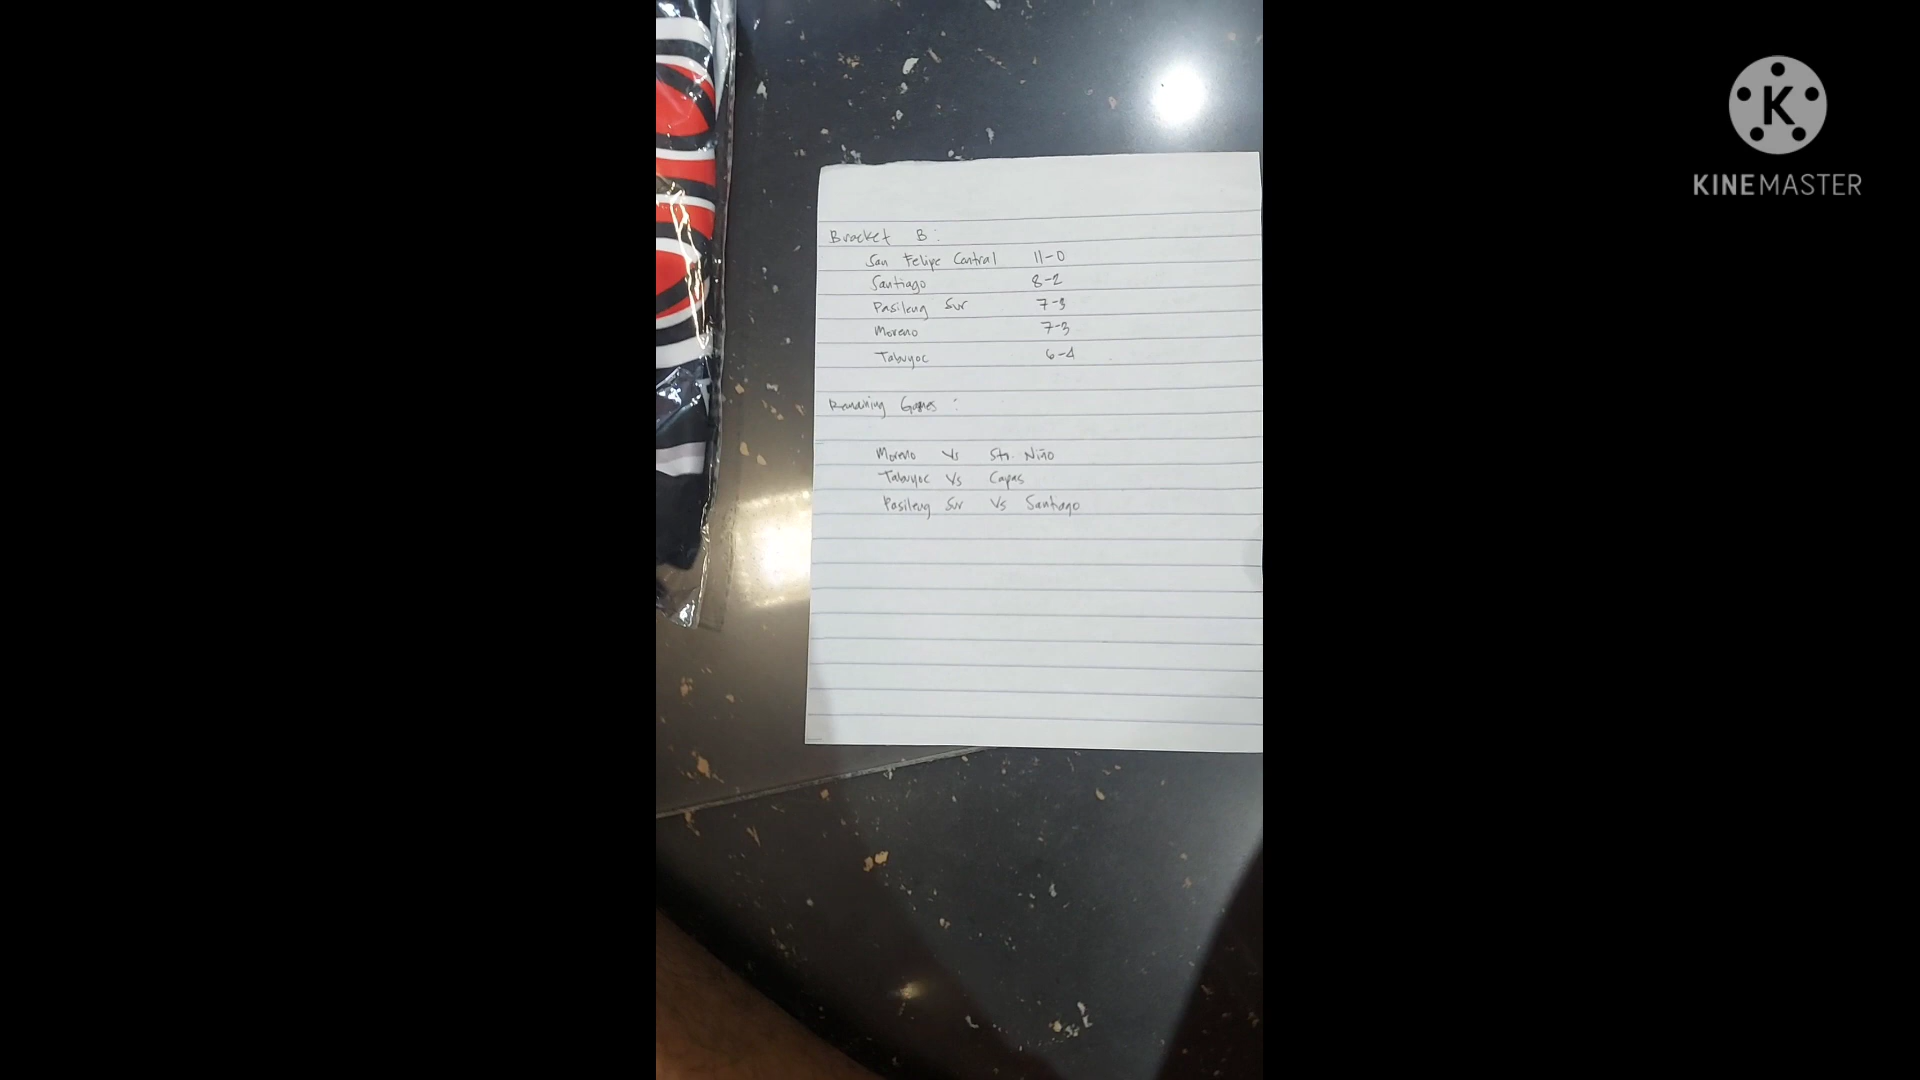 Bracket B:
San Felipe Central 11-0
Santiago 8-2
Pasileng Sur 7-3
Moreno 7-3
Tabuyoc 6-4
Remaining Games:
Moreno Vs Sto. Niño
Tabuyoc Vs Capas
Pasileng Sur Vs Santiago
K
KINEMASTER